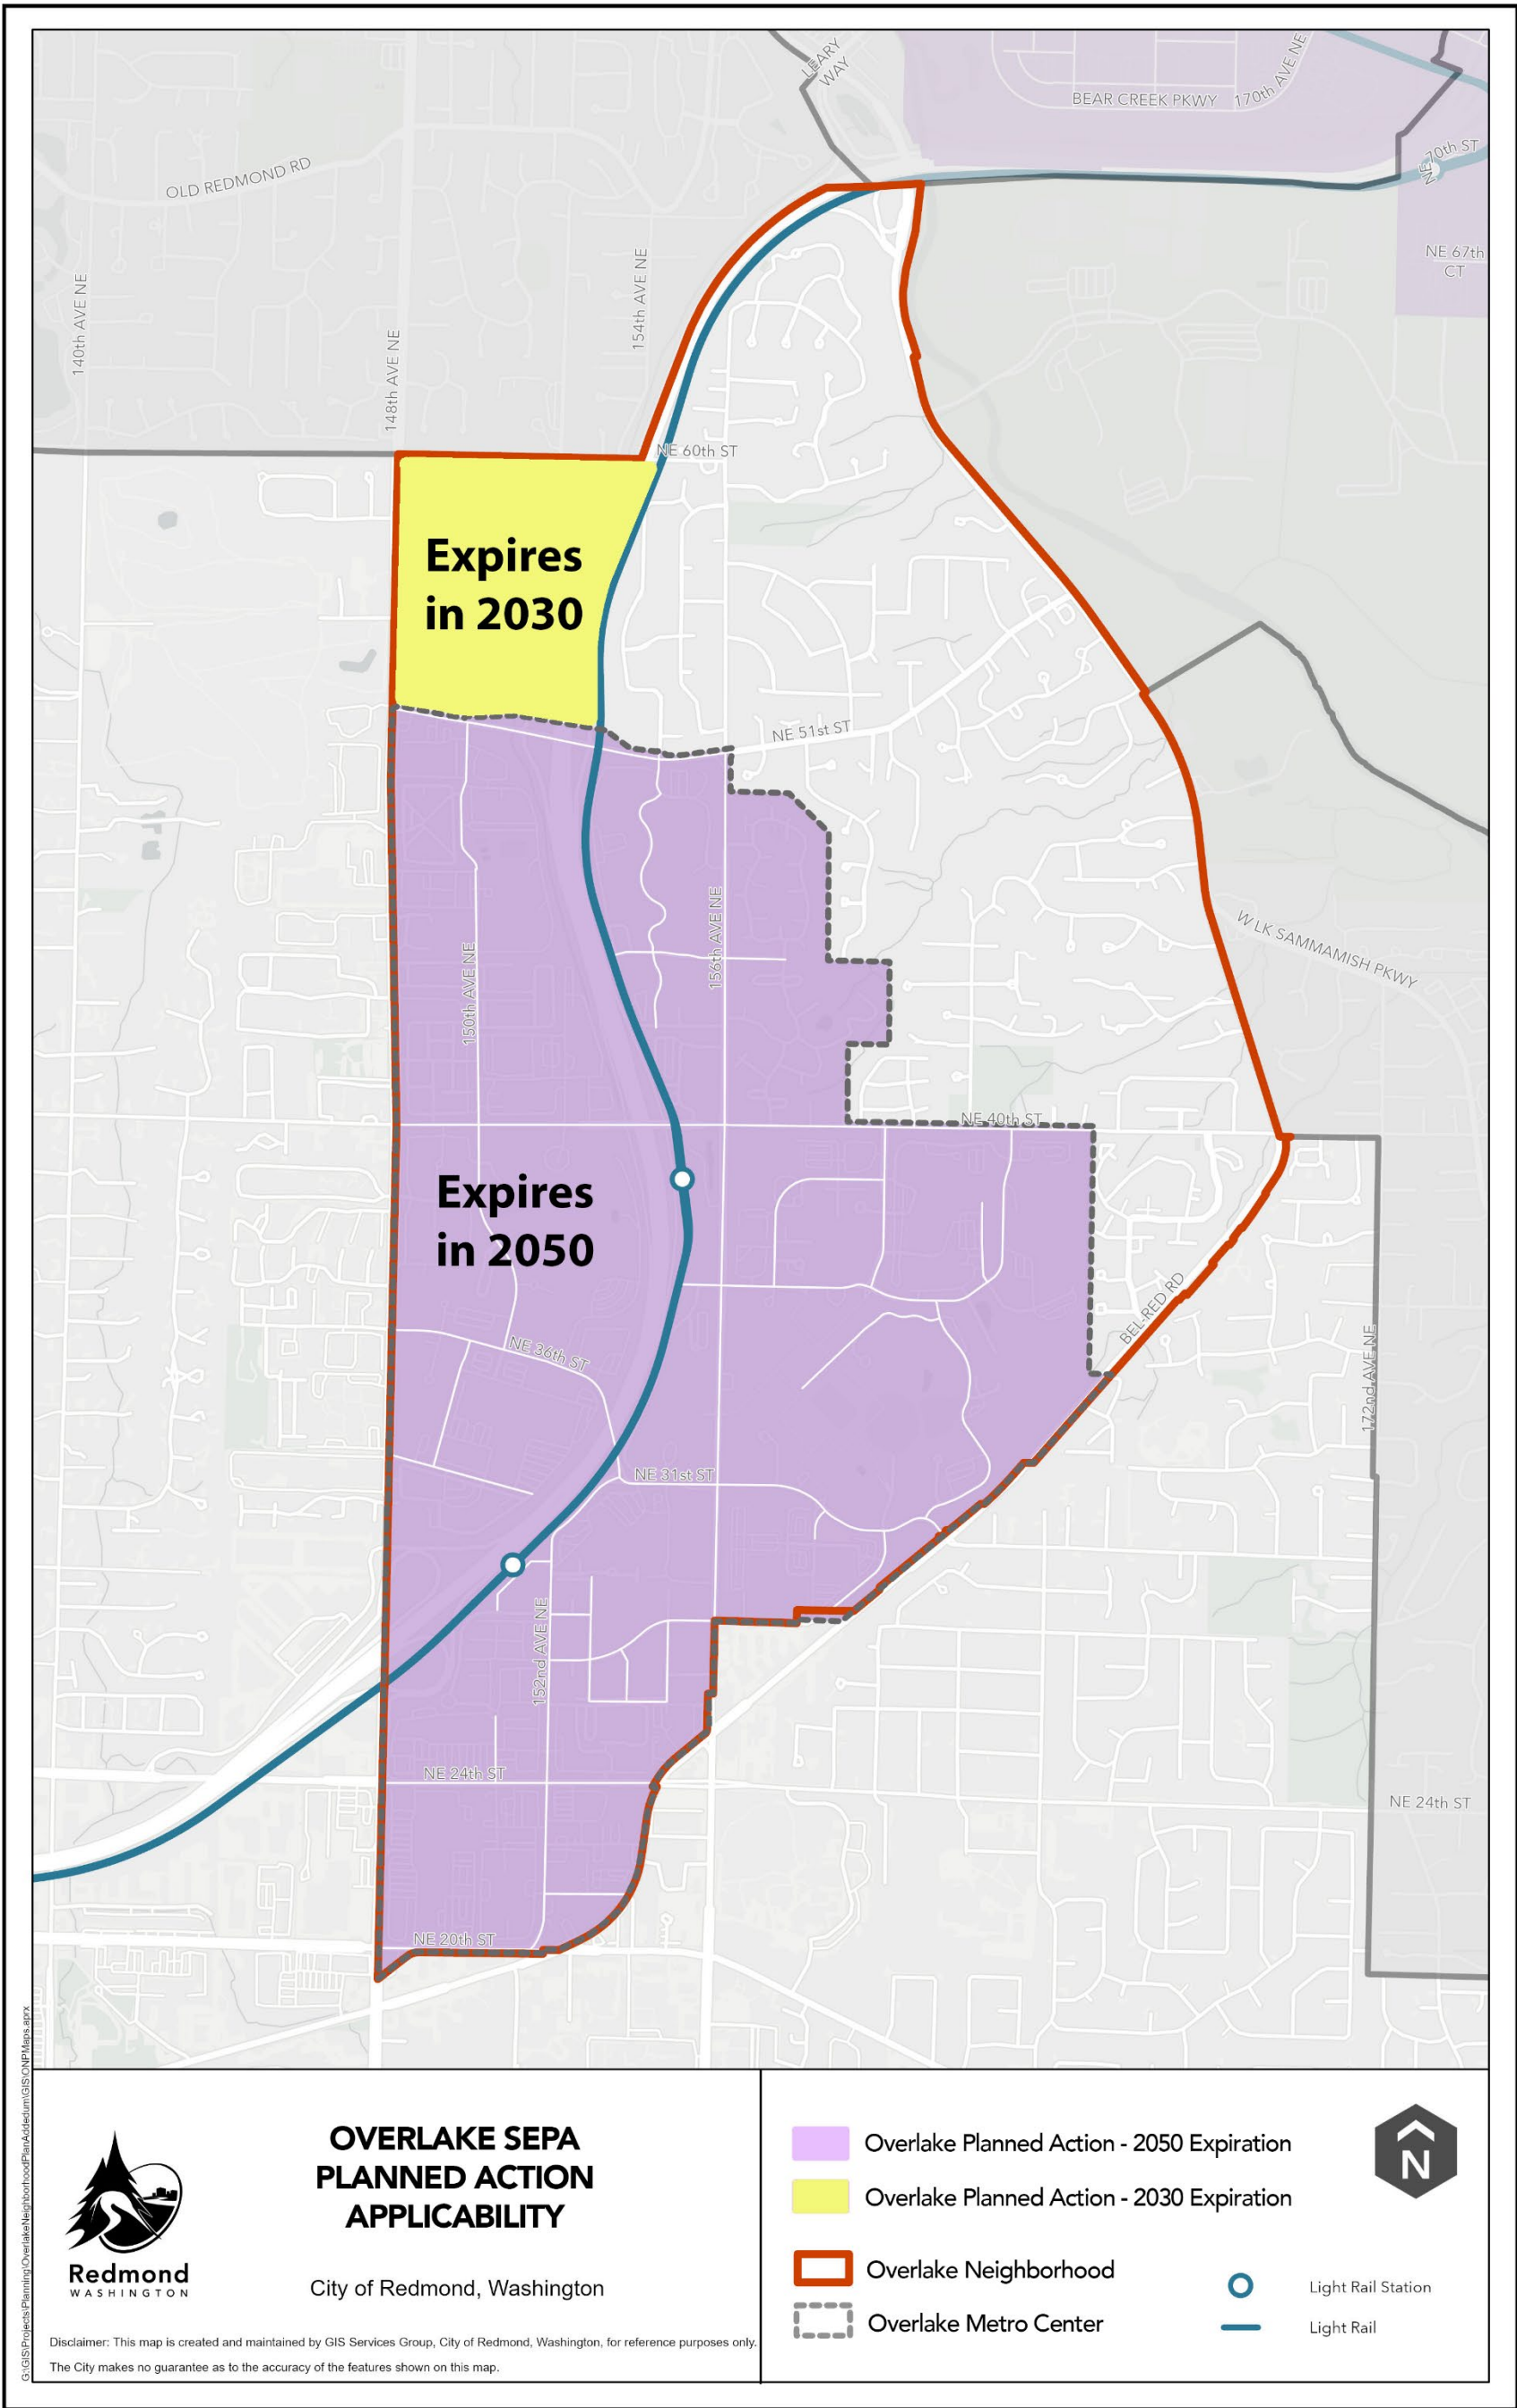 LEARY
WAY
BEAR CREEK PKWY
170th AVE NE
NE 70th ST
OLD REDMOND RD
NE 67th
CT
140th AVE NE
148th AVE NE
154th AVE NE
NE 60th ST
Expires
in 2030
NE 51st ST
156th AVE NE
W LK SAMMAMISH PKWY
150th AVE NE
NE 40th ST
Expires
in 2050
BEL-RED RD
NE 36th ST
172nd AVE NE
NE 31st ST
152nd AVE NE
NE 24th ST
NE 24th ST
NE 20th ST
G:\GIS\Projects\Planning\OverlakeNeighborhoodPlanAddedum\GIS\ONPMaps.aprx
Redmond
WASHINGTON
OVERLAKE SEPA
PLANNED ACTION
APPLICABILITY
City of Redmond, Washington
Disclaimer: This map is created and maintained by GIS Services Group, City of Redmond, Washington, for reference purposes only.
The City makes no guarantee as to the accuracy of the features shown on this map.
Overlake Planned Action - 2050 Expiration
Overlake Planned Action - 2030 Expiration
Overlake Neighborhood
Overlake Metro Center
Light Rail Station
Light Rail
N